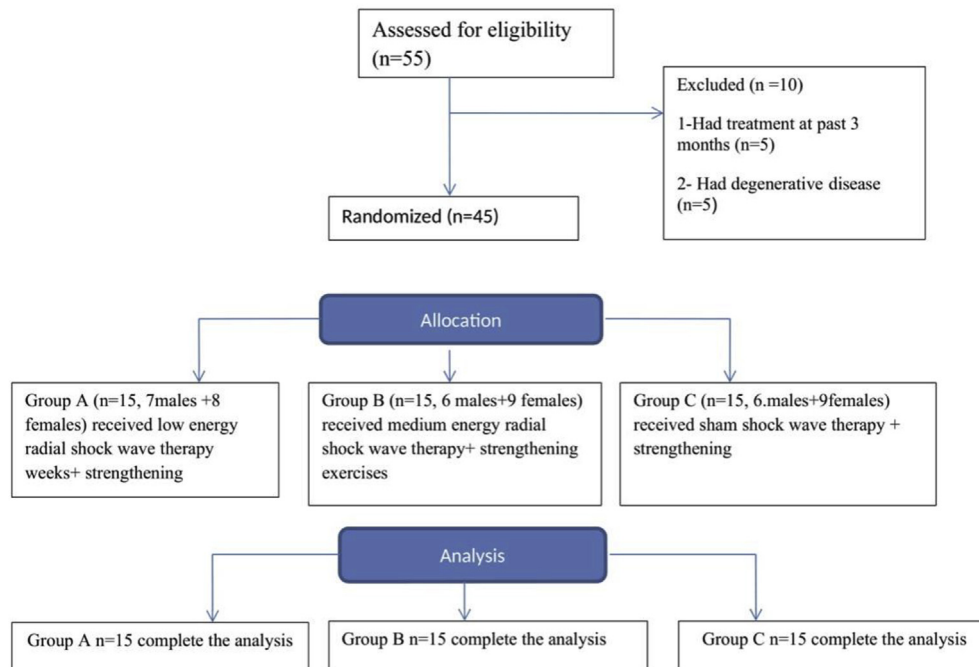 Assessed for eligibility
(n=55)
Excluded (n =10)
1-Had treatment at past 3
months (n=5)
2- Had degenerative disease
(n=5)
Randomized (n=45)
Allocation
Group A (n=15, 7males +8
females) received low energy
radial shock wave therapy
weeks+ strengthening
Group B (n=15, 6 males+9 females)
received medium energy radial
shock wave therapy+ strengthening
exercises
Group C (n=15, 6.males+9females)
received sham shock wave therapy +
strengthening
Analysis
Group A n=15 complete the analysis
Group B n=15 complete the analysis
Group C n=15 complete the analysis